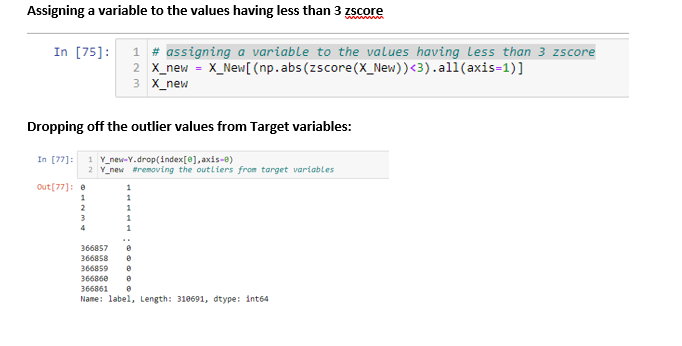 Assigning a variable to the values having less than 3 zscore
In [75]:
1 # assigning a variable to the values having less than 3 zscore
2 X_new = X_New[(np.abs(zscore(X_New))<3).all(axis=1)]
3 X_new
Dropping off the outlier values from Target variables:
In [77]:
1 Y_new=Y.drop(index[0],axis=0)
2 Y_new #removing the outliers from target variables
Out[77]: 0 1
1 1
2 1
3 1
4 1
..
366857 0
366858 0
366859 0
366860 0
366861 0
Name: label, Length: 310691, dtype: int64